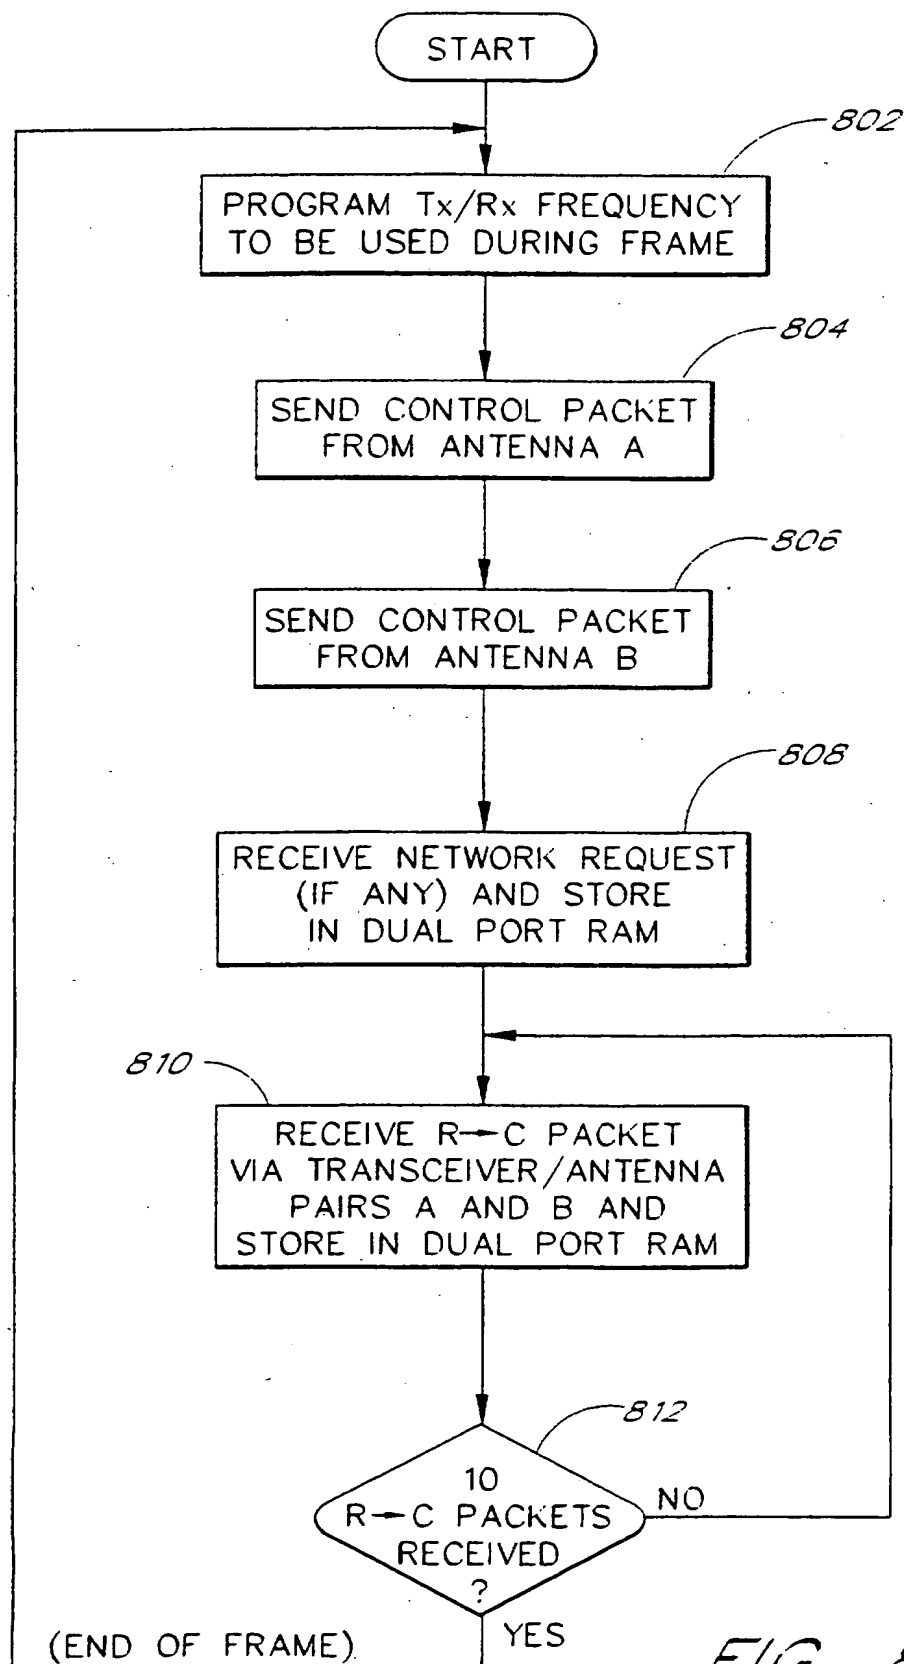 START
802
PROGRAM Tx/Rx FREQUENCY
TO BE USED DURING FRAME
804
SEND CONTROL PACKET
FROM ANTENNA A
806
SEND CONTROL PACKET
FROM ANTENNA B
808
RECEIVE NETWORK REQUEST
(IF ANY) AND STORE
IN DUAL PORT RAM
810
RECEIVE R→C PACKET
VIA TRANSCEIVER/ANTENNA
PAIRS A AND B AND
STORE IN DUAL PORT RAM
812
10
R→C PACKETS
RECEIVED
?
NO
YES
(END OF FRAME)
FIG.